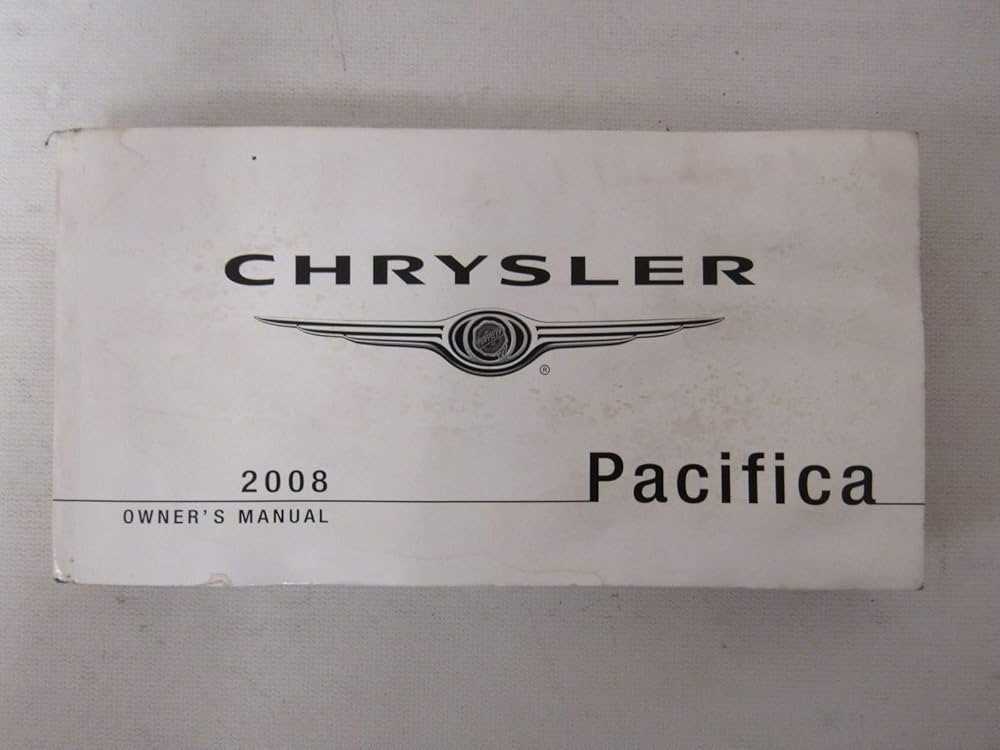 CHRYSLER
®
2008
Pacifica
OWNER'S MANUAL